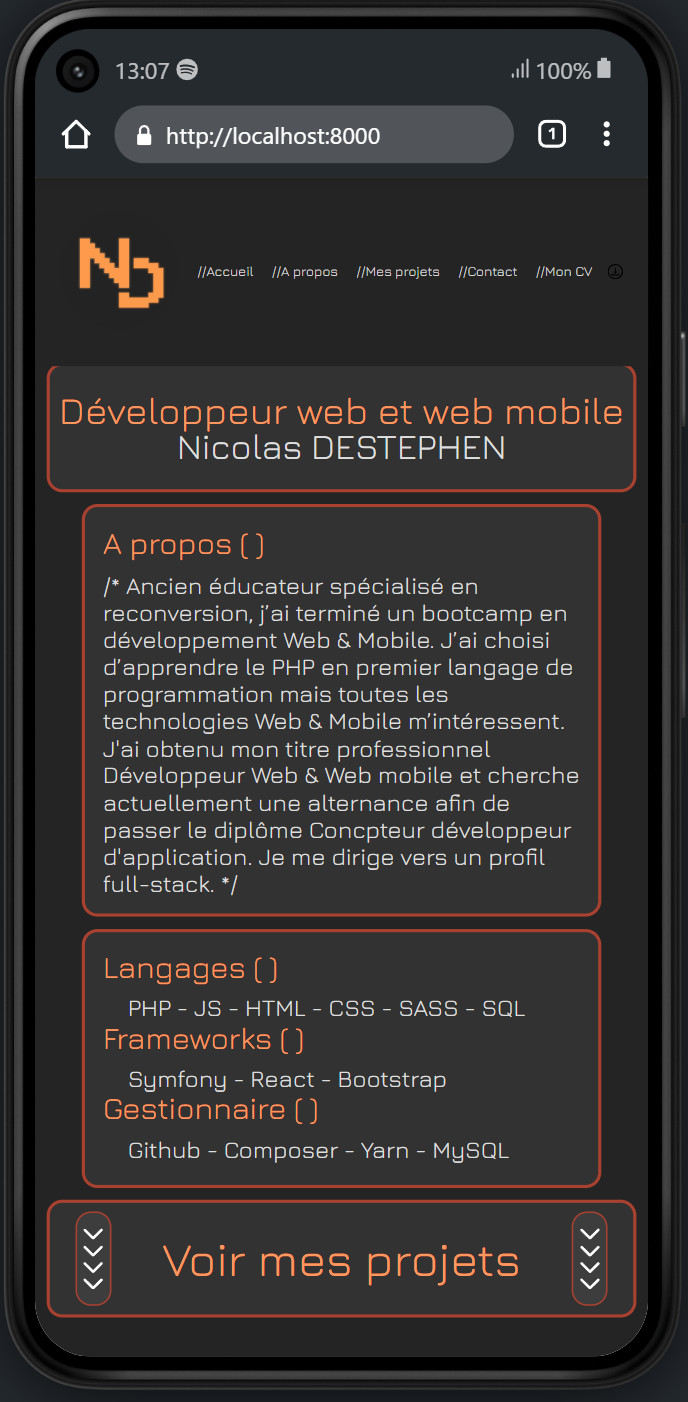 13:07
100%
http://localhost:8000
1
ND
//Accueil //A propos //Mes projets //Contact //Mon CV
Développeur web et web mobile
Nicolas DESTEPHEN
A propos ( )
/* Ancien éducateur spécialisé en
reconversion, j'ai terminé un bootcamp en
développement Web & Mobile. J'ai choisi
d'apprendre le PHP en premier langage de
programmation mais toutes les
technologies Web & Mobile m'intéressent.
J'ai obtenu mon titre professionnel
Développeur Web & Web mobile et cherche
actuellement une alternance afin de
passer le diplôme Concpteur développeur
d'application. Je me dirige vers un profil
full-stack. */
Langages ( )
PHP - JS - HTML - CSS - SASS - SQL
Frameworks ( )
Symfony - React - Bootstrap
Gestionnaire ( )
Github - Composer - Yarn - MySQL
Voir mes projets